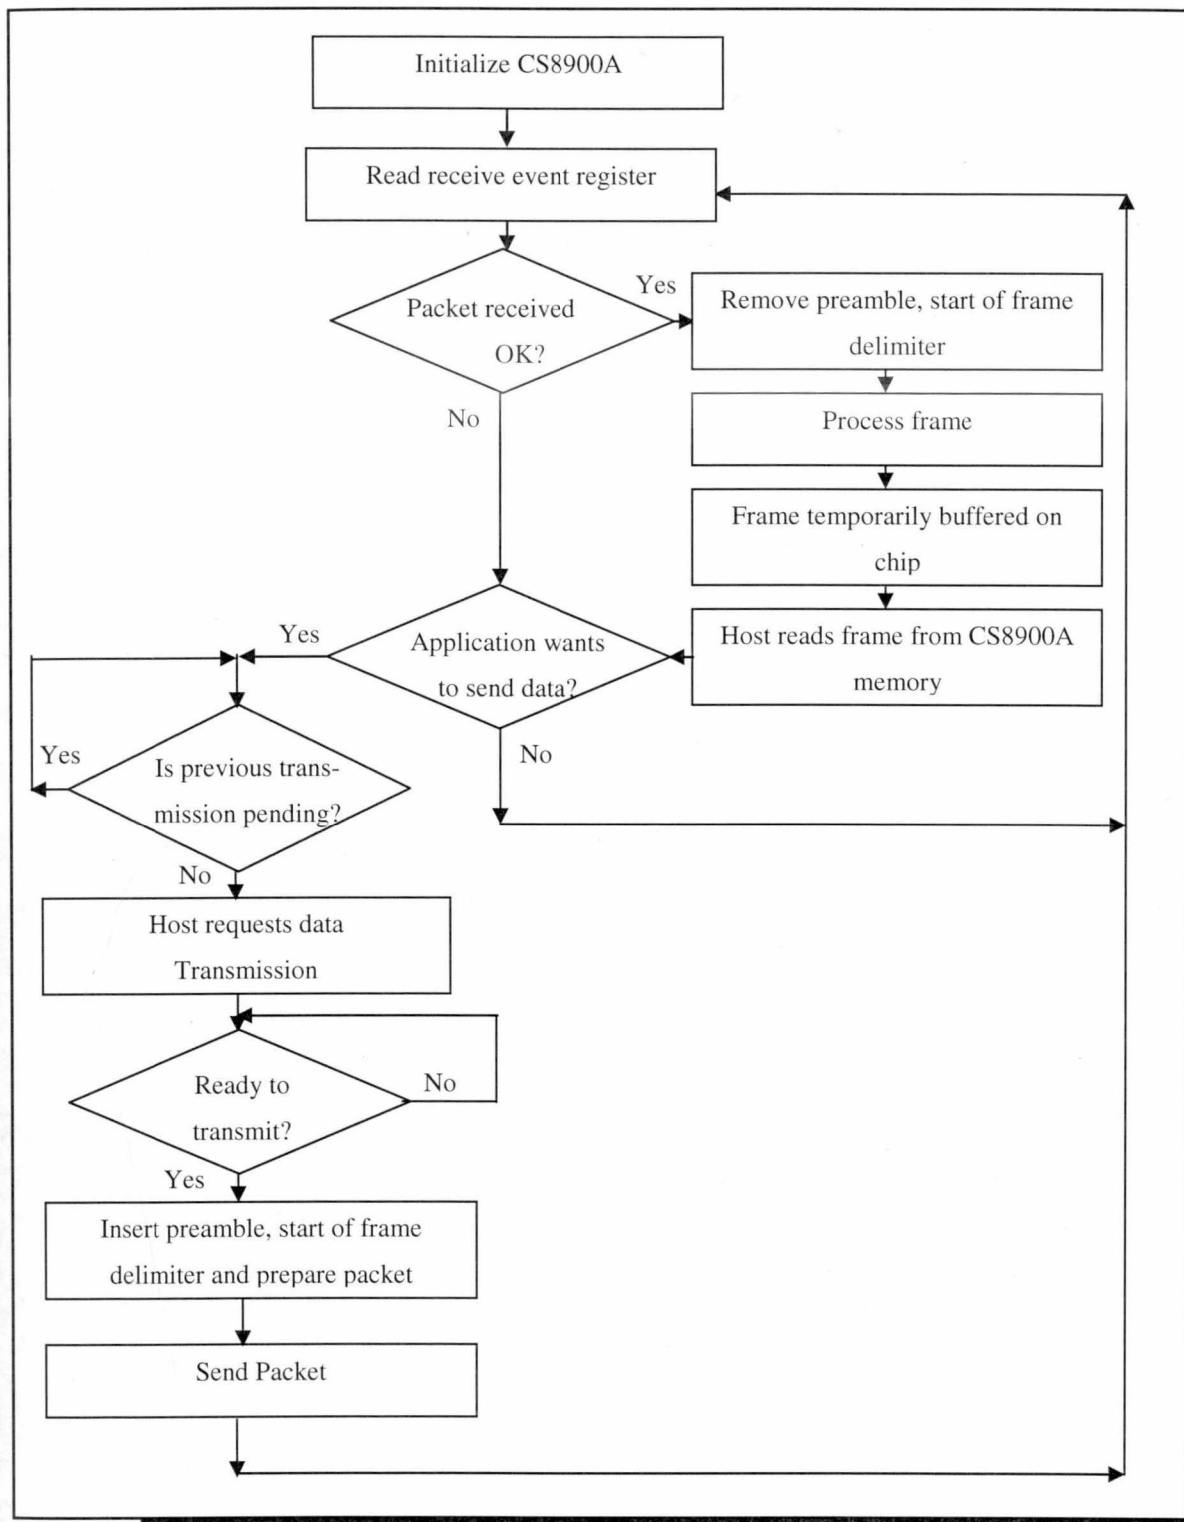 Initialize CS8900A
Read receive event register
Packet received
OK?
Yes
Remove preamble, start of frame
delimiter
No
Process frame
Frame temporarily buffered on
chip
Host reads frame from CS8900A
memory
Application wants
to send data?
Yes
No
Is previous trans-
mission pending?
Yes
No
Host requests data
Transmission
Ready to
transmit?
No
Yes
Insert preamble, start of frame
delimiter and prepare packet
Send Packet